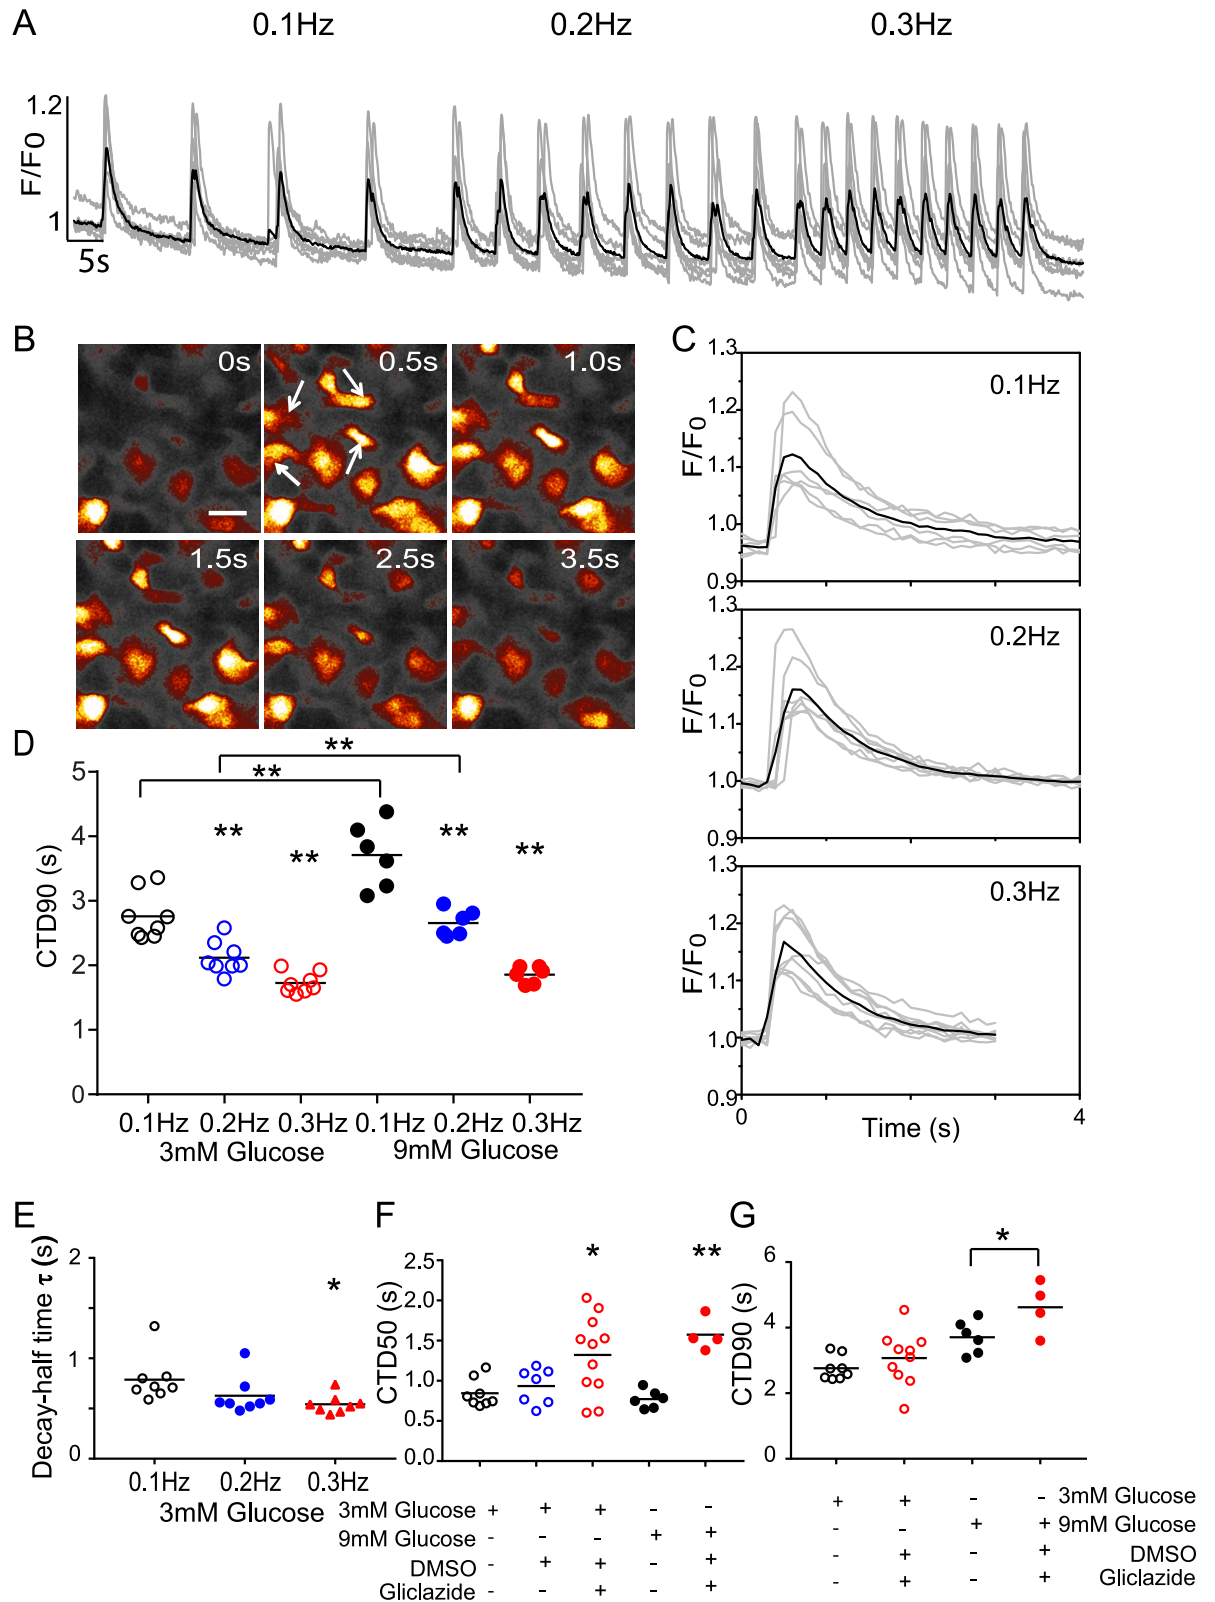 A 0.1Hz 0.2Hz 0.3Hz
1.2
F/F0
1
5s
B
0s 0.5s 1.0s
1.5s 2.5s 3.5s
C
1.3
0.1Hz
1.2
F/F0
1.1
1.0
0.9
1.3
0.2Hz
1.2
F/F0
1.1
1.0
0.9
1.3
0.3Hz
1.2
F/F0
1.1
1.0
0.9
0 4
Time (s)
D
**
**
5
** ** ** **
4
CTD90 (s)
3
2
1
0
0.1Hz 0.2Hz 0.3Hz 0.1Hz 0.2Hz 0.3Hz
3mM Glucose 9mM Glucose
E
2
*
Decay-half time τ (s)
1
0
0.1Hz 0.2Hz 0.3Hz
3mM Glucose
F
2.5
* **
2.0
CTD50 (s)
1.5
1.0
0.5
0.0
3mM Glucose + + + - -
9mM Glucose - - - + +
DMSO - + + - +
Gliclazide - - + - +
G
*
6
CTD90 (s)
4
2
0
+ + - - 3mM Glucose
- - + + 9mM Glucose
- + - + DMSO
- + - + Gliclazide